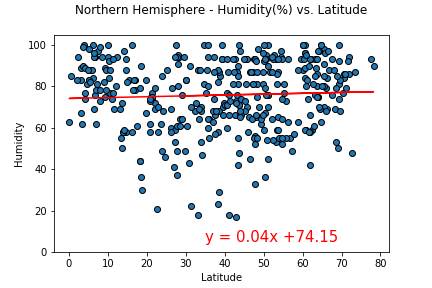 Northern Hemisphere - Humidity(%) vs. Latitude
100
80
60
40
20
0
Humidity
y = 0.04x +74.15
0 10 20 30 40 50 60 70 80
Latitude